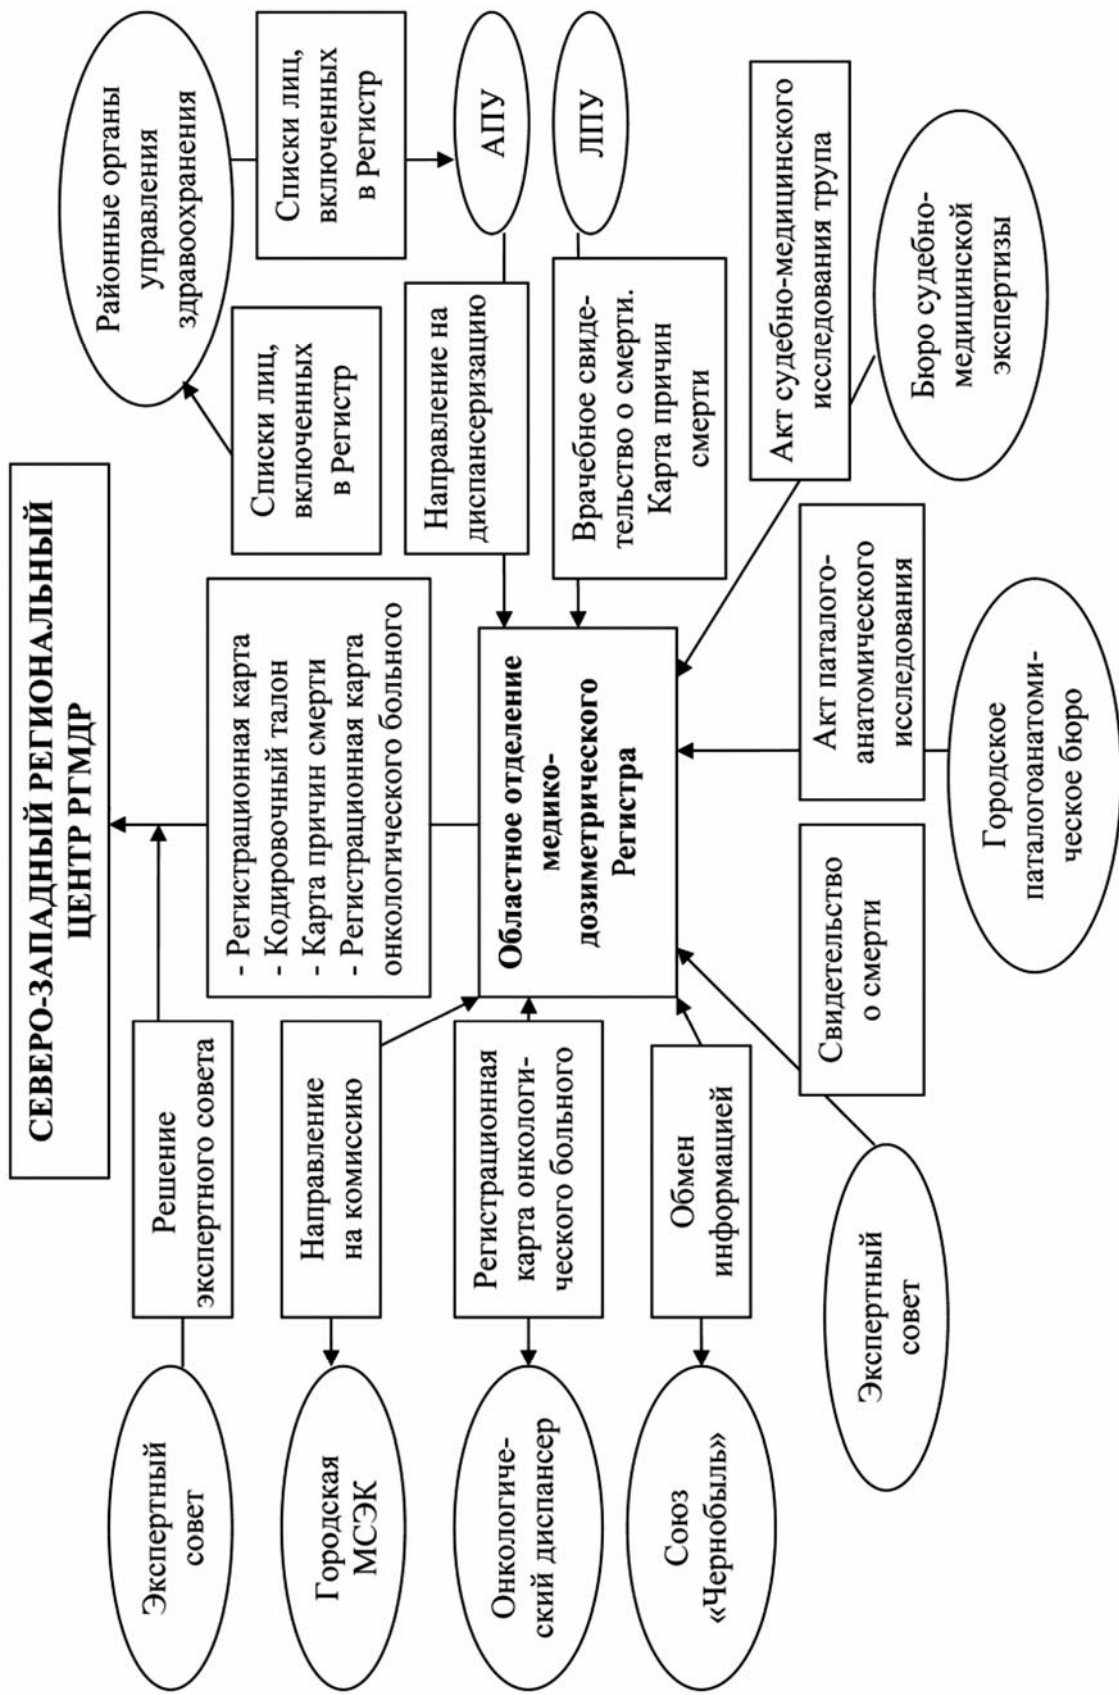 СЕВЕРО-ЗАПАДНЫЙ РЕГИОНАЛЬНЫЙ
ЦЕНТР РГМДР
Экспертный
совет
Решение
экспертного совета
- Регистрационная карта
- Кодировочный талон
- Карта причин смерти
- Регистрационная карта
онкологического больного
Списки лиц,
включенных
в Регистр
Районные органы
управления
здравоохранения
Списки лиц,
включенных
в Регистр
Городская
МСЭК
Направление
на комиссию
Направление на
диспансеризацию
АПУ
Онкологиче-
ский диспансер
Регистрационная
карта онкологи-
ческого больного
Областное отделение
медико-
дозиметрического
Регистра
Врачебное свиде-
тельство о смерти.
Карта причин
смерти
ЛПУ
Союз
«Чернобыль»
Обмен
информацией
Акт судебно-медицинского
исследования трупа
Экспертный
совет
Свидетельство
о смерти
Акт паталого-
анатомического
исследования
Бюро судебно-
медицинской
экспертизы
Городское
паталогоанатоми-
ческое бюро